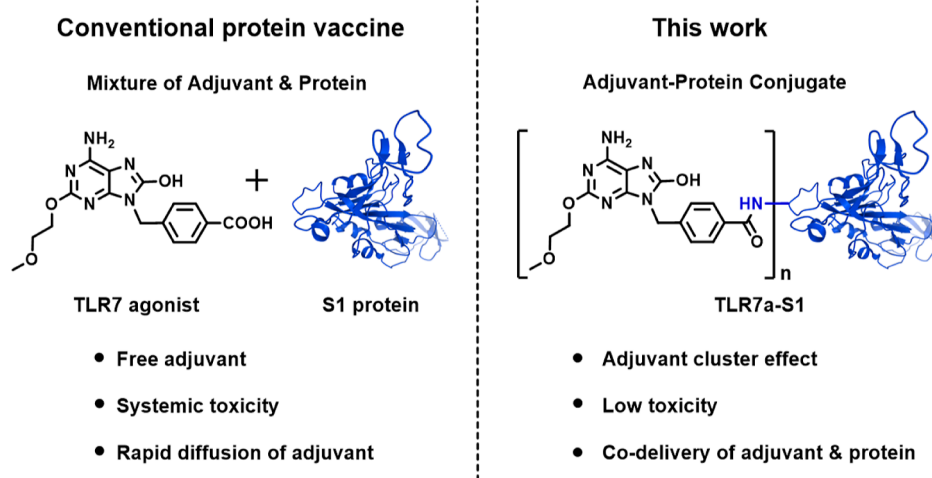 Conventional protein vaccine
Mixture of Adjuvant & Protein
NH2
N
N
OH
N
N
O
O
COOH
+
TLR7 agonist
S1 protein
• Free adjuvant
• Systemic toxicity
• Rapid diffusion of adjuvant
This work
Adjuvant-Protein Conjugate
NH2
N
N
OH
N
N
O
O
HN
O
n
TLR7a-S1
• Adjuvant cluster effect
• Low toxicity
• Co-delivery of adjuvant & protein